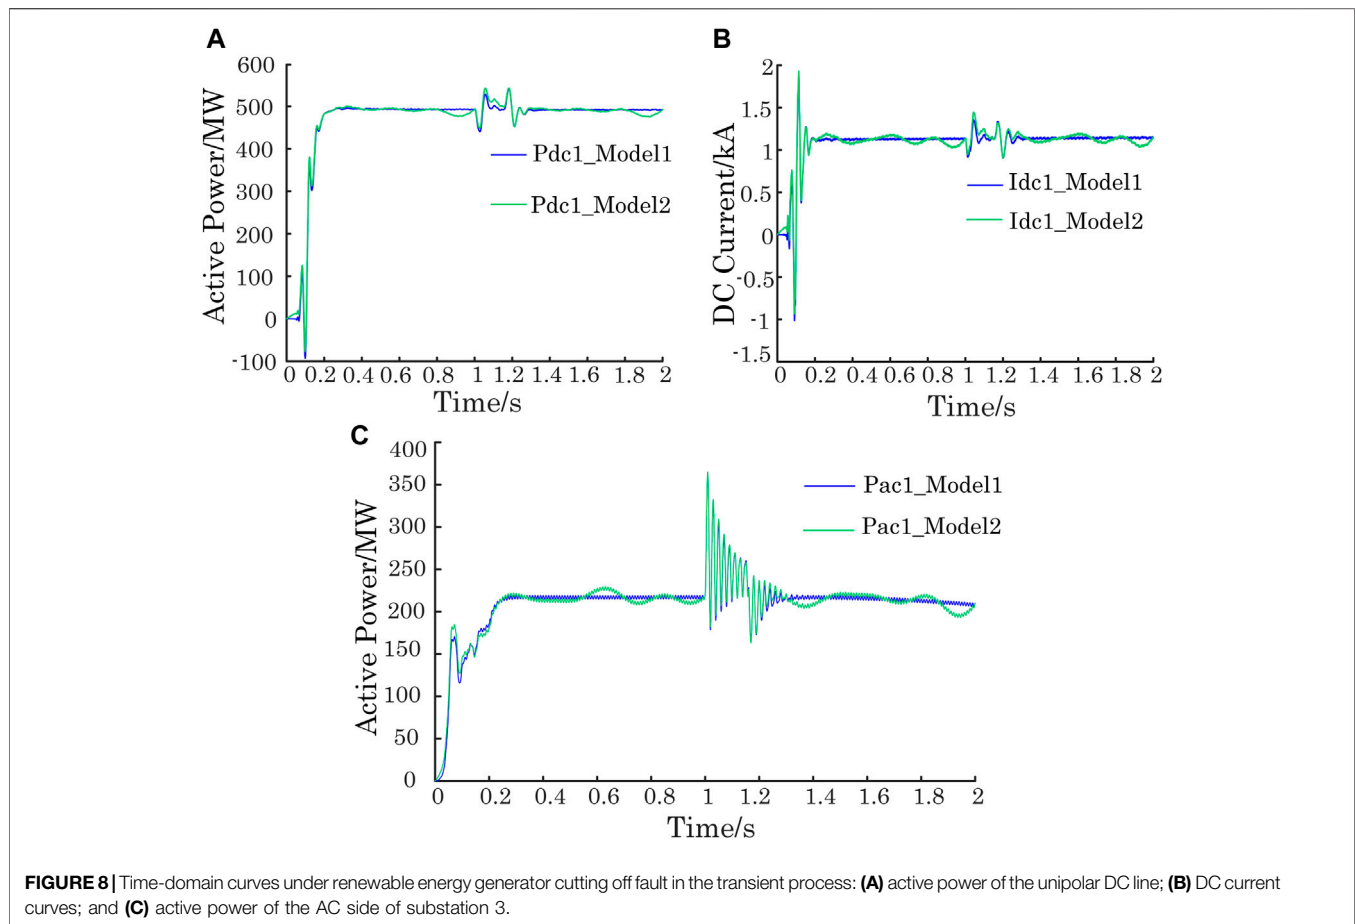 A
600
500
400
300
200
100
0
-100
Active Power/MW
Pdc1_Model1
Pdc1_Model2
0 0.2 0.4 0.6 0.8 1 1.2 1.4 1.6 1.8 2
Time/s
B
2
1.5
1
0.5
0
-0.5
-1
-1.5
DC Current/kA
Idc1_Model1
Idc1_Model2
0 0.2 0.4 0.6 0.8 1 1.2 1.4 1.6 1.8 2
Time/s
C
400
350
300
250
200
150
100
50
0
Active Power/MW
Pac1_Model1
Pac1_Model2
0 0.2 0.4 0.6 0.8 1 1.2 1.4 1.6 1.8 2
Time/s
FIGURE 8 | Time-domain curves under renewable energy generator cutting off fault in the transient process: (A) active power of the unipolar DC line; (B) DC current
curves; and (C) active power of the AC side of substation 3.